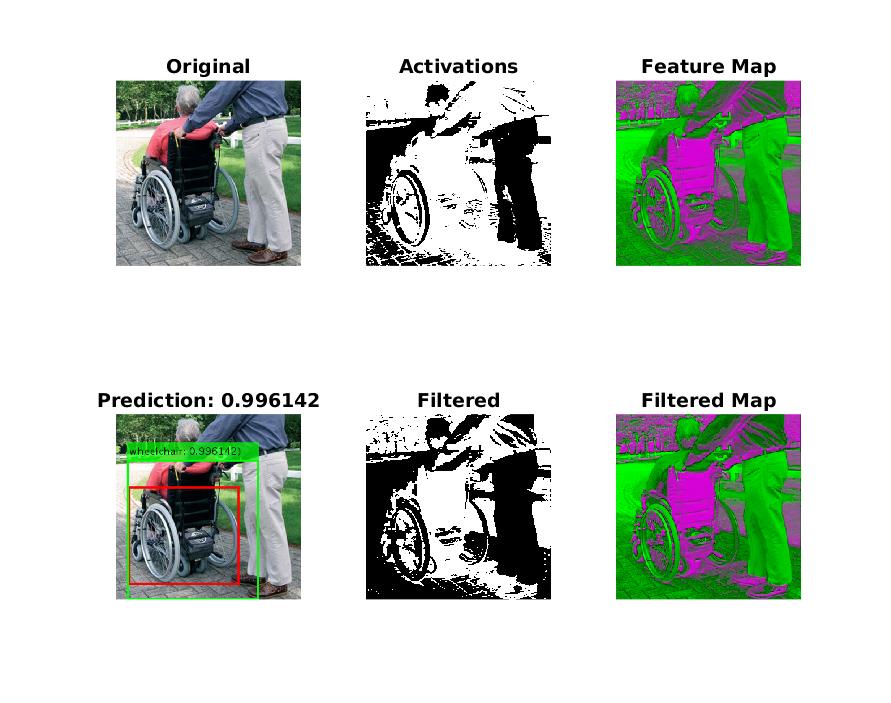 Original
Activations
Feature Map
Prediction: 0.996142
Filtered
Filtered Map
wheelchair: 0.996142)